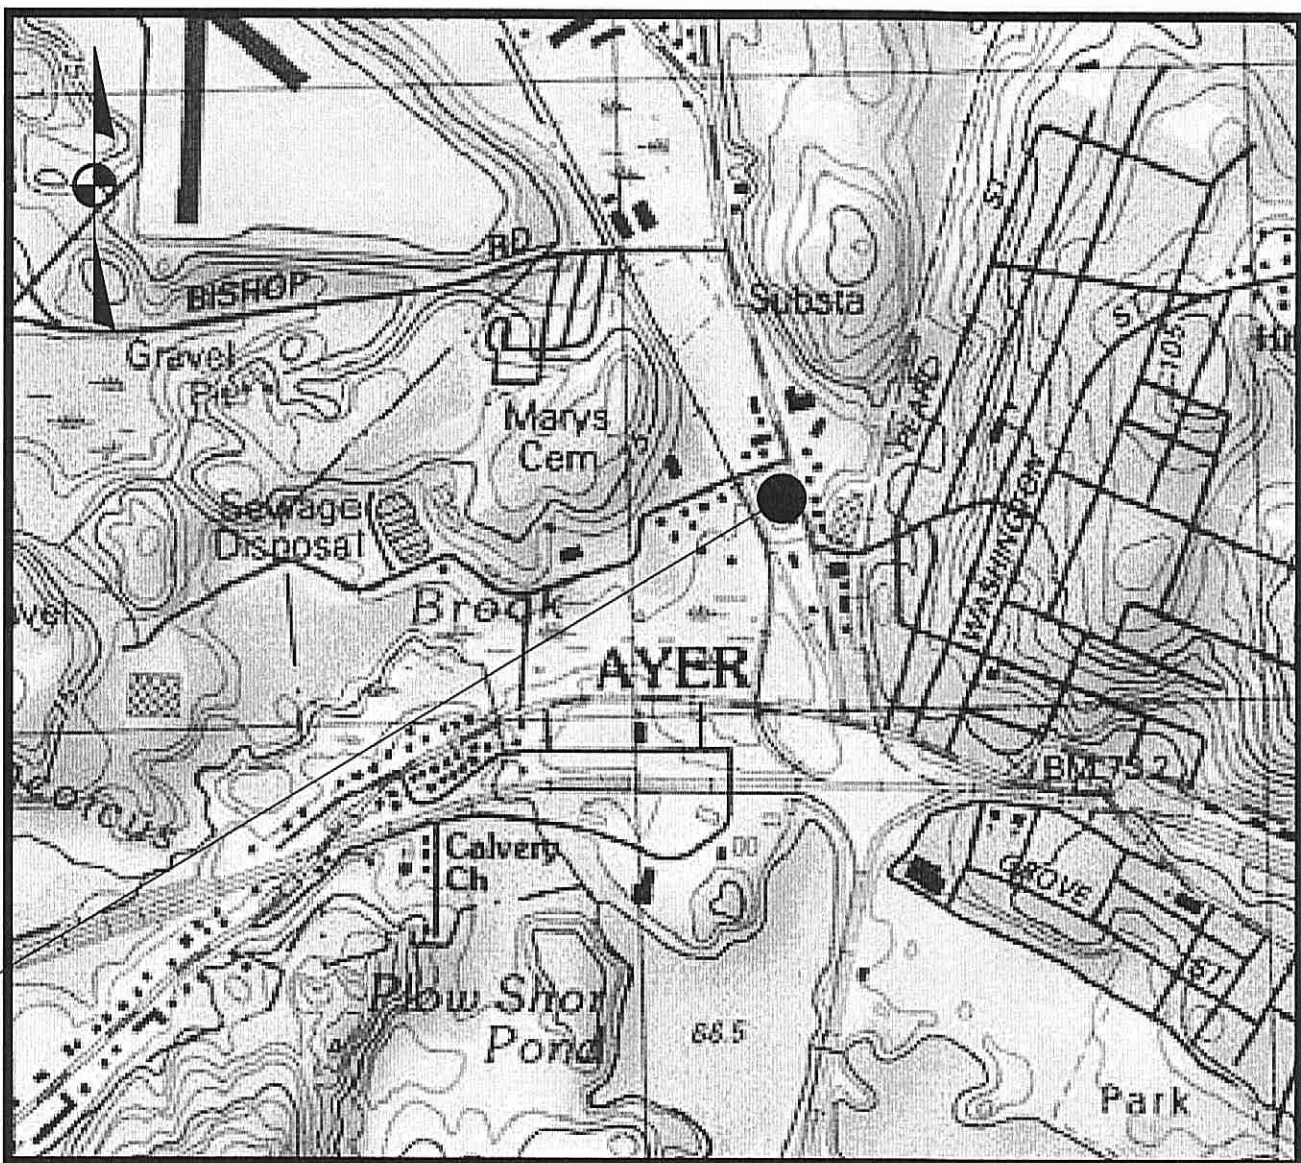 RD
BISHOP
Substa
ST
Gravel
Pit
ST
Marys
Cem
Sewage
Disposal
WASHINGTON
Brook
AYER
BM 75.2
Calvery
Ch
GROVE
ST
Plow Shop
Pond
68.5
Park